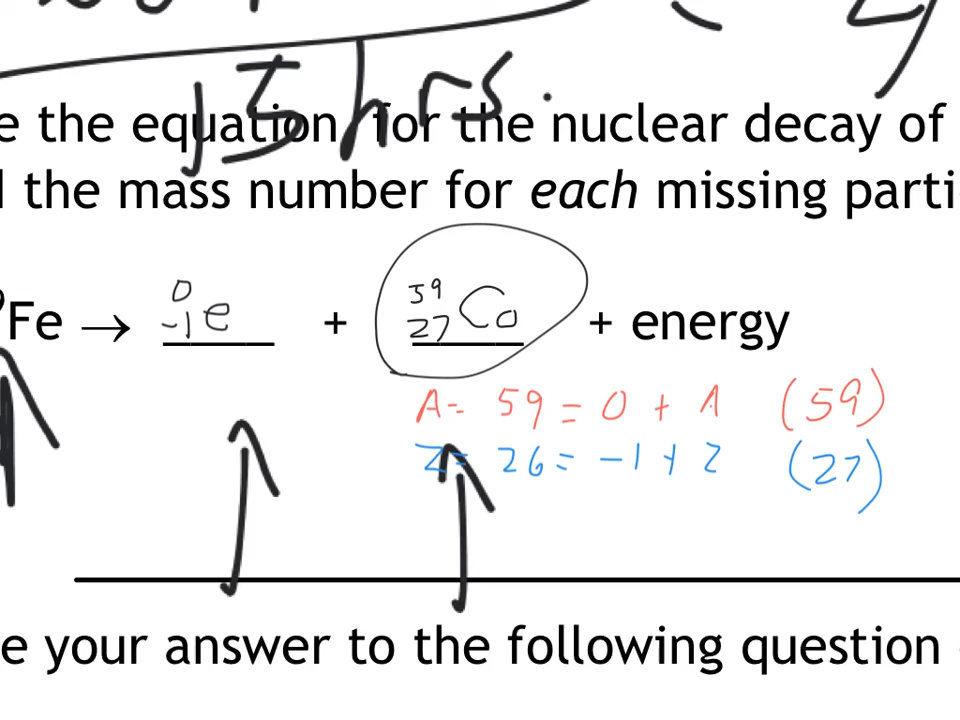 15 hrs.
e the equation for the nuclear decay of
the mass number for each missing parti
Fe → 0 -1 e + 59 27 Co + energy
A = 59 = 0 + A (59)
Z = 26 = -1 + Z (27)
e your answer to the following question